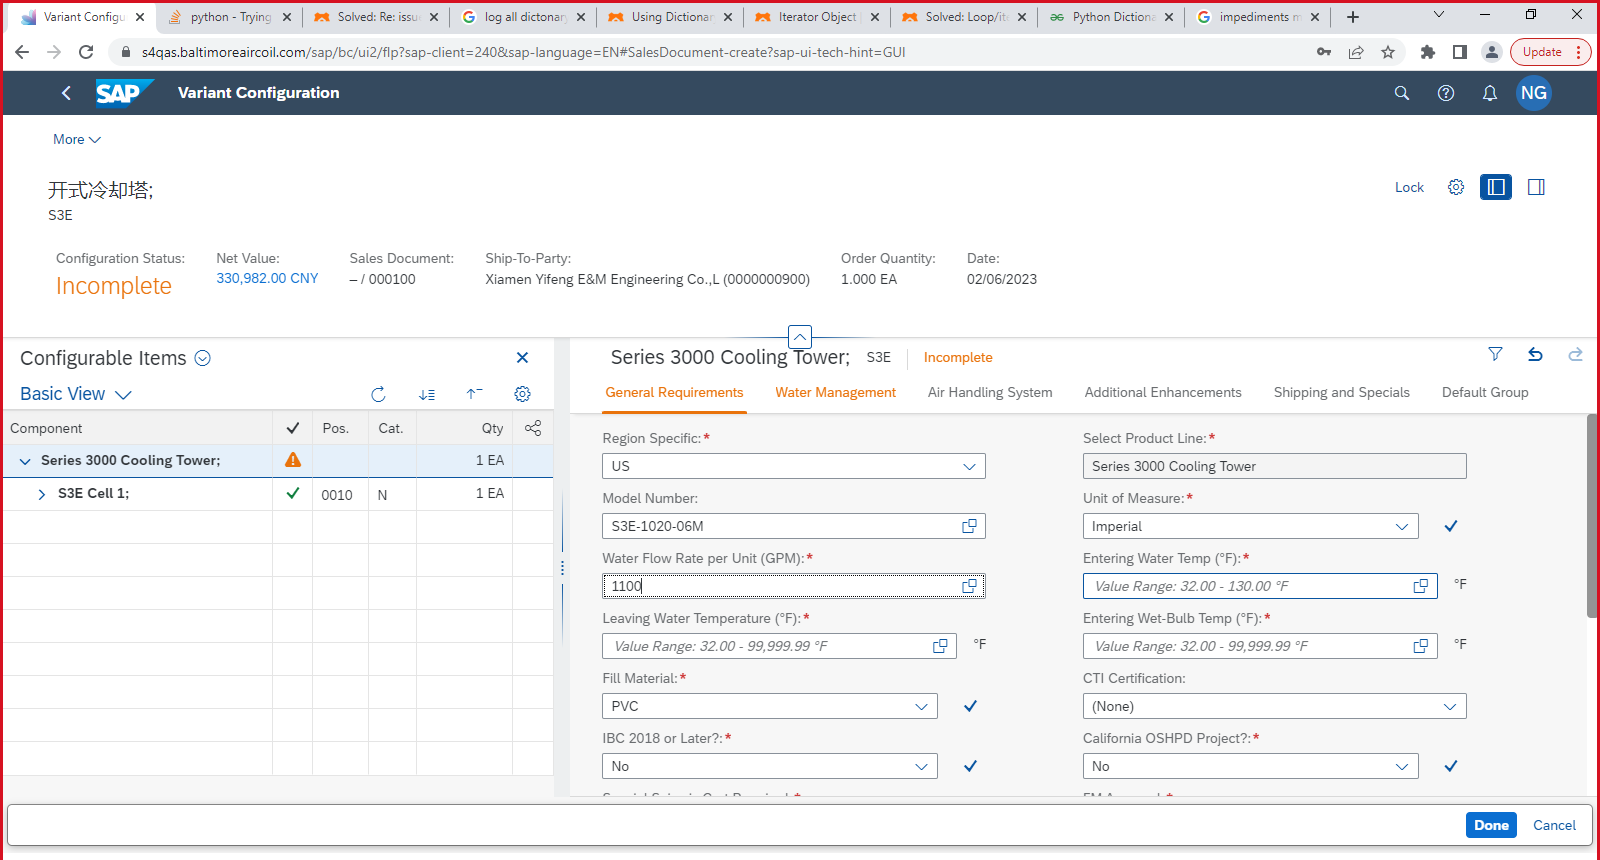 Variant Configu
python - Trying
Solved: Re: issue
log all dictonar
Using Dictionar
Iterator Object
Solved: Loop/ite
Python Dictiona
impediments m
s4qas.baltimoreaircoil.com/sap/bc/ui2/flp?sap-client=240&sap-language=EN#SalesDocument-create?sap-ui-tech-hint=GUI
Update
SAP
Variant Configuration
NG
More
开式冷却塔;
S3E
Lock
Configuration Status:
Incomplete
Net Value:
330,982.00 CNY
Sales Document:
– / 000100
Ship-To-Party:
Xiamen Yifeng E&M Engineering Co.,L (0000000900)
Order Quantity:
1.000 EA
Date:
02/06/2023
Configurable Items
Basic View
Component Pos. Cat. Qty
Series 3000 Cooling Tower; 1 EA
S3E Cell 1; 0010 N 1 EA
Series 3000 Cooling Tower; S3E Incomplete
General Requirements Water Management Air Handling System Additional Enhancements Shipping and Specials Default Group
Region Specific:*
US
Select Product Line:*
Series 3000 Cooling Tower
Model Number:
S3E-1020-06M
Unit of Measure:*
Imperial
Water Flow Rate per Unit (GPM):*
1100
Entering Water Temp (°F):*
Value Range: 32.00 - 130.00 °F
°F
Leaving Water Temperature (°F):*
Value Range: 32.00 - 99,999.99 °F
°F
Entering Wet-Bulb Temp (°F):*
Value Range: 32.00 - 99,999.99 °F
°F
Fill Material:*
PVC
CTI Certification:
(None)
IBC 2018 or Later?:*
No
California OSHPD Project?:*
No
Done
Cancel